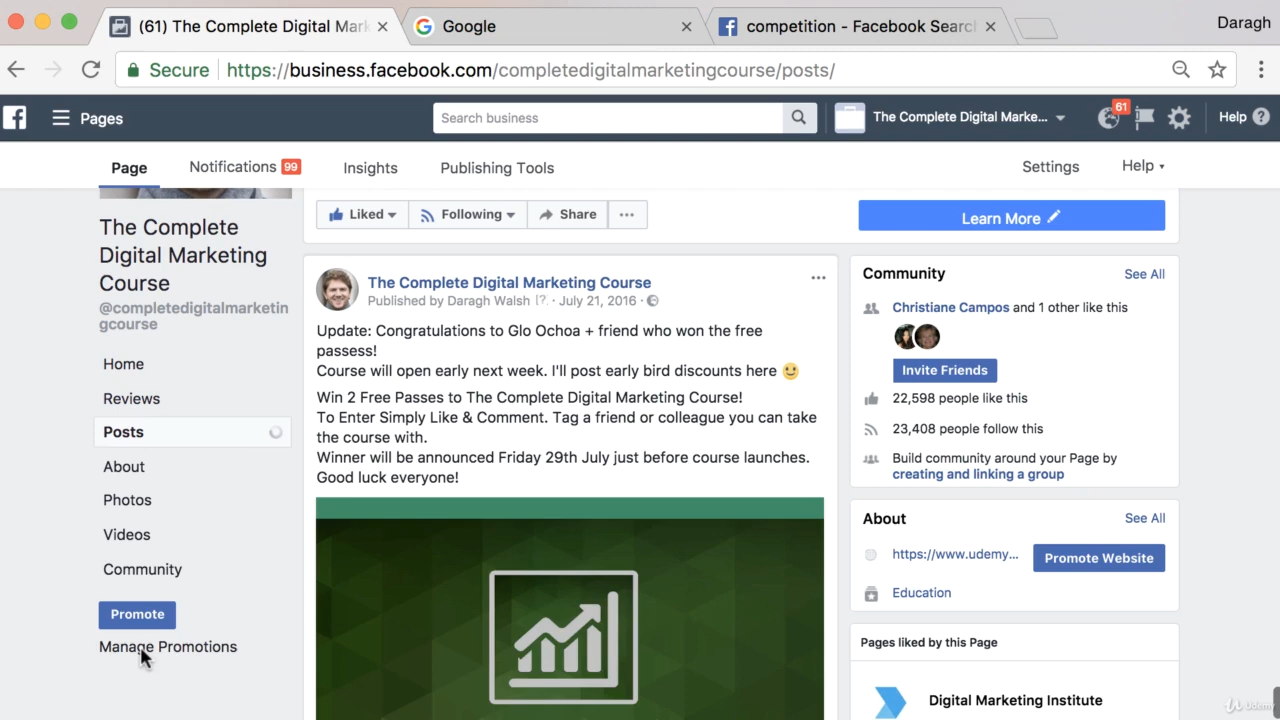 (61) The Complete Digital Mark
Google
competition - Facebook Search
Daragh
Secure
https://business.facebook.com/completedigitalmarketingcourse/posts/
Pages
Search business
The Complete Digital Marke...
61
Help
Page
Notifications 99
Insights
Publishing Tools
Settings
Help
The Complete
Digital Marketing
Course
@completedigitalmarketin
gcourse
Home
Reviews
Posts
About
Photos
Videos
Community
Promote
Manage Promotions
Liked
Following
Share
Learn More
The Complete Digital Marketing Course
Published by Daragh Walsh [?] · July 21, 2016 ·
Update: Congratulations to Glo Ochoa + friend who won the free
passess!
Course will open early next week. I'll post early bird discounts here
Win 2 Free Passes to The Complete Digital Marketing Course!
To Enter Simply Like & Comment. Tag a friend or colleague you can take
the course with.
Winner will be announced Friday 29th July just before course launches.
Good luck everyone!
Community
See All
Christiane Campos and 1 other like this
Invite Friends
22,598 people like this
23,408 people follow this
Build community around your Page by
creating and linking a group
About
See All
https://www.udemy...
Promote Website
Education
Pages liked by this Page
Digital Marketing Institute
Udemy